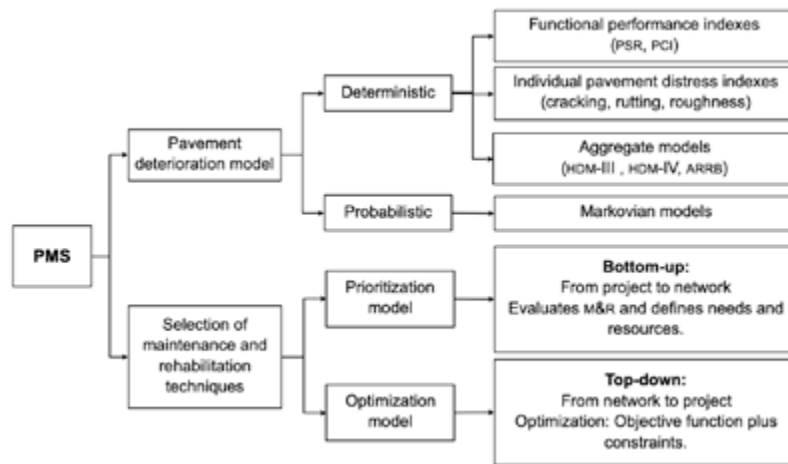 Functional performance indexes
(PSR, PCI)
Deterministic
Individual pavement distress indexes
(cracking, rutting, roughness)
Pavement
deterioration model
Aggregate models
(HDM-III , HDM-IV, ARRB)
Probabilistic
Markovian models
PMS
Selection of
maintenance and
rehabilitation
techniques
Prioritization
model
Bottom-up:
From project to network
Evaluates M&R and defines needs and
resources.
Optimization
model
Top-down:
From network to project
Optimization: Objective function plus
constraints.